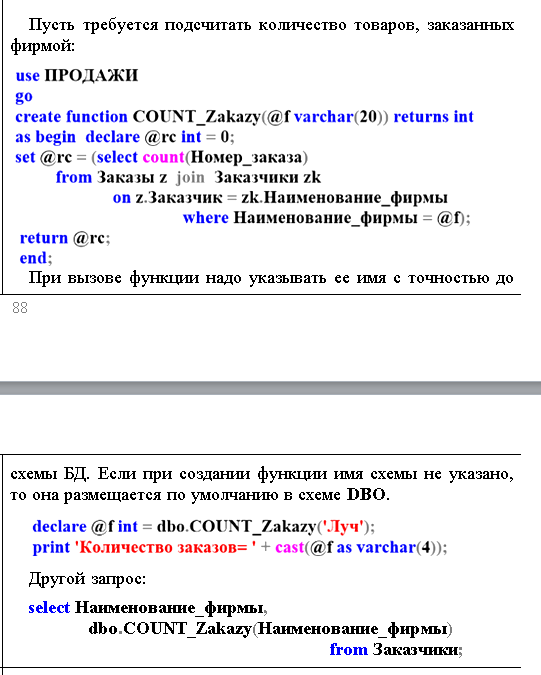 Пусть требуется подсчитать количество товаров, заказанных
фирмой:
use ПРОДАЖИ
go
create function COUNT_Zakazy(@f varchar(20)) returns int
as begin declare @rc int = 0;
set @rc = (select count(Номер_заказа)
from Заказы z join Заказчики zk
on z.Заказчик = zk.Наименование_фирмы
where Наименование_фирмы = @f);
return @rc;
end;
При вызове функции надо указывать ее имя с точностью до
88
схемы БД. Если при создании функции имя схемы не указано,
то она размещается по умолчанию в схеме DBO.
declare @f int = dbo.COUNT_Zakazy('Луч');
print 'Количество заказов= ' + cast(@f as varchar(4));
Другой запрос:
select Наименование_фирмы,
dbo.COUNT_Zakazy(Наименование_фирмы)
from Заказчики;